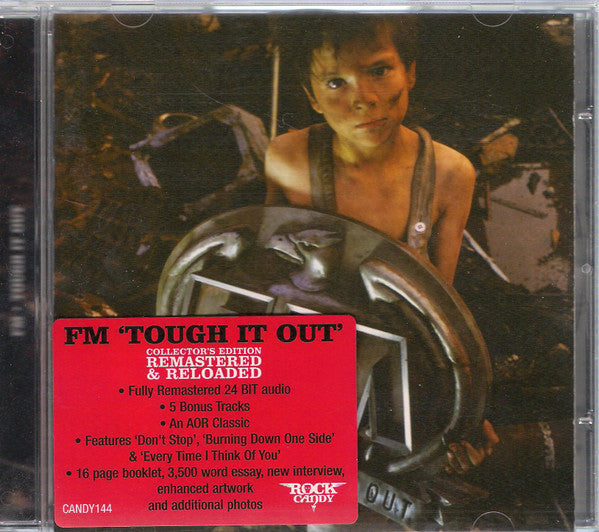 FM 'TOUGH IT OUT'
COLLECTOR'S EDITION
REMASTERED
& RELOADED
• Fully Remastered 24 BIT audio
• 5 Bonus Tracks
• An AOR Classic
• Features 'Don't Stop', 'Burning Down One Side'
& 'Every Time I Think Of You'
• 16 page booklet, 3,500 word essay, new interview,
enhanced artwork
and additional photos
CANDY144
ROCK
CANDY
OUT